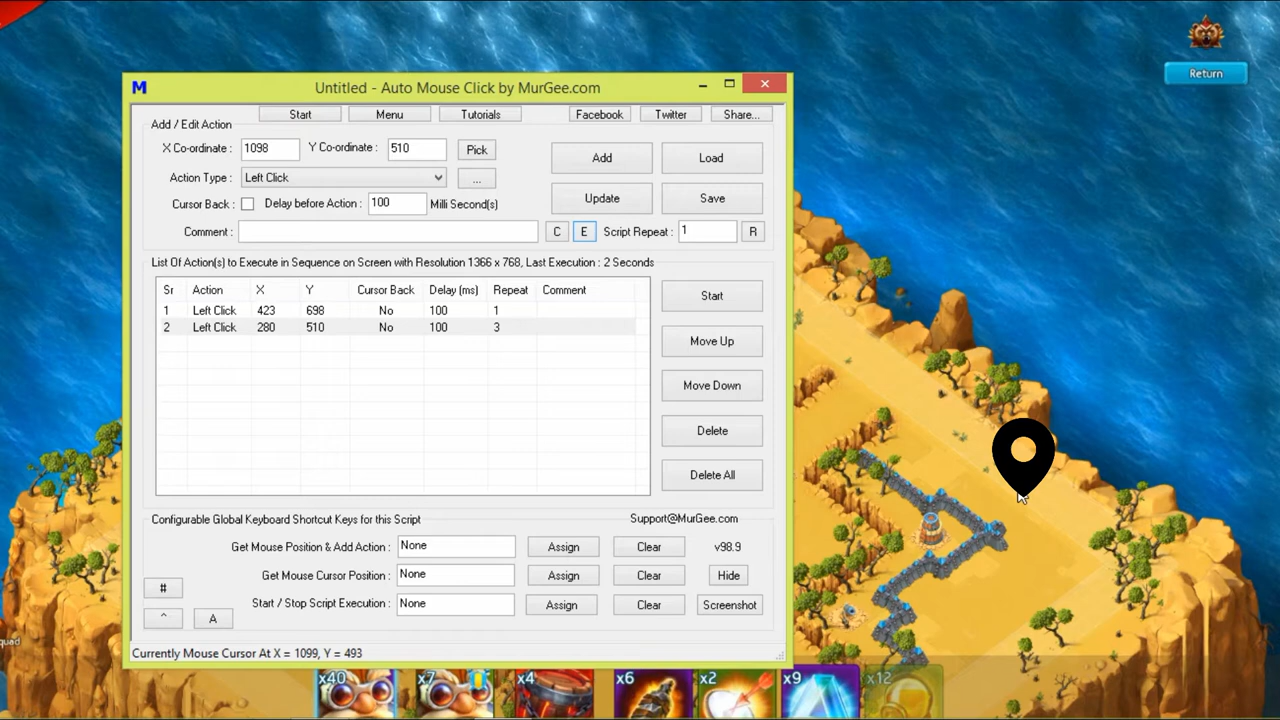 Return
M
Untitled - Auto Mouse Click by MurGee.com
Start
Menu
Tutorials
Facebook
Twitter
Share...
Add / Edit Action
X Co-ordinate : 1098
Y Co-ordinate : 510
Pick
Action Type : Left Click
...
Cursor Back :
Delay before Action : 100 Milli Second(s)
Comment :
C
E
Script Repeat : 1
R
Add
Load
Update
Save
List Of Action(s) to Execute in Sequence on Screen with Resolution 1366 x 768, Last Execution : 2 Seconds
Sr Action X Y Cursor Back Delay (ms) Repeat Comment
1 Left Click 423 698 No 100 1
2 Left Click 280 510 No 100 3
Start
Move Up
Move Down
Delete
Delete All
Configurable Global Keyboard Shortcut Keys for this Script
Support@MurGee.com
Get Mouse Position & Add Action : None Assign Clear v98.9
Get Mouse Cursor Position : None Assign Clear Hide
Start / Stop Script Execution : None Assign Clear Screenshot
#
^
A
quad
Currently Mouse Cursor At X = 1099, Y = 493
x40
x7
x4
x6
x2
x9
x12